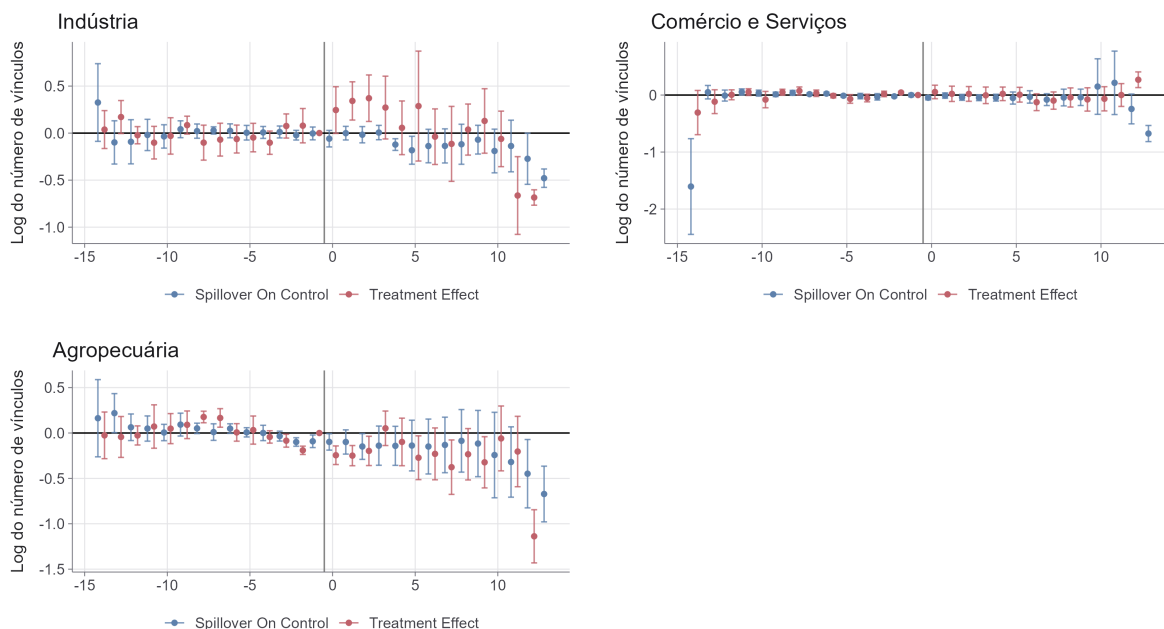 Indústria
Log do número de vínculos
0.5
0.0
-0.5
-1.0
-15 -10 -5 0 5 10
Spillover On Control Treatment Effect
Comércio e Serviços
Log do número de vínculos
0
-1
-2
-15 -10 -5 0 5 10
Spillover On Control Treatment Effect
Agropecuária
Log do número de vínculos
0.5
0.0
-0.5
-1.0
-1.5
-15 -10 -5 0 5 10
Spillover On Control Treatment Effect